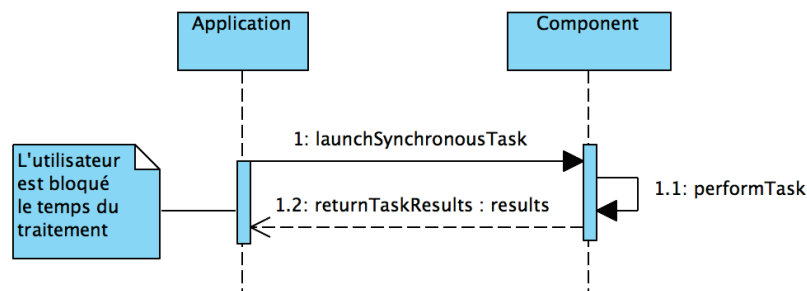 Application
Component
1: launchSynchronousTask
L'utilisateur
est bloqué
le temps du
traitement
1.1: performTask
1.2: returnTaskResults : results